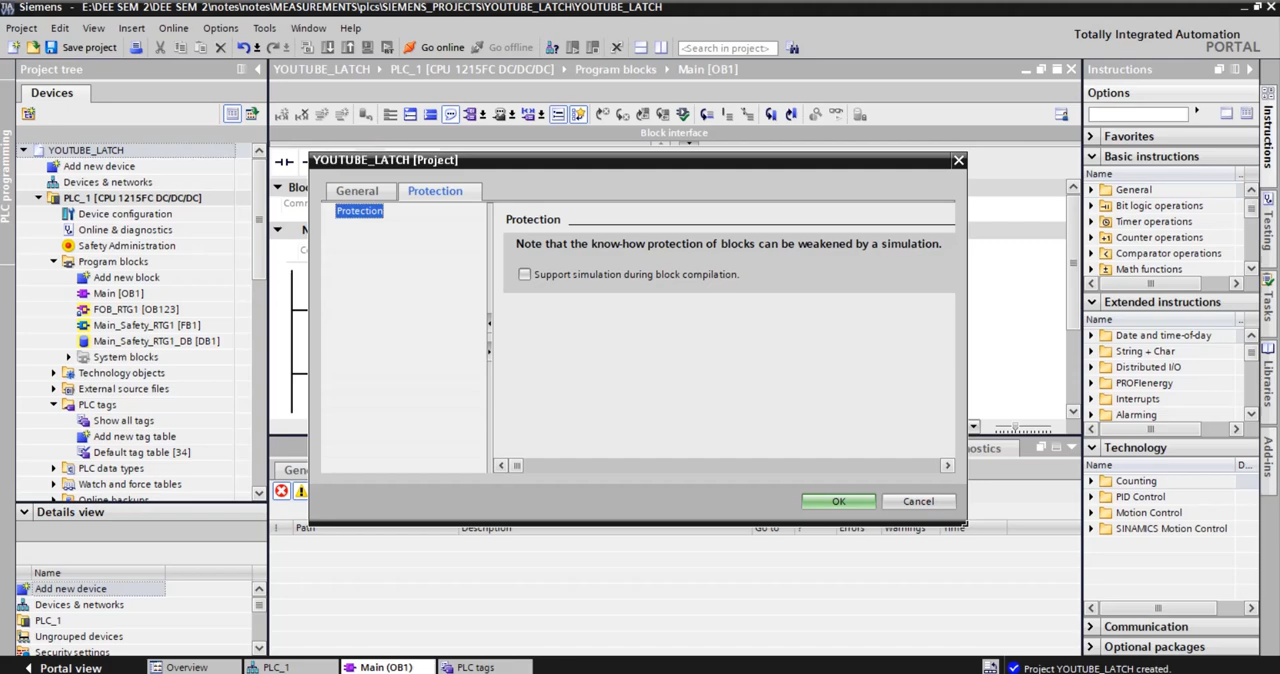 Siemens - E:\DEE SEM 2\DEE SEM 2\notes\notes\MEASUREMENTS\plcs\SIEMENS_PROJECTS\YOUTUBE_LATCH\YOUTUBE_LATCH
Project Edit View Insert Online Options Tools Window Help
Totally Integrated Automation
PORTAL
Save project
Go online
Go offline
<Search in project>
Project tree
YOUTUBE_LATCH
PLC_1 [CPU 1215FC DC/DC/DC]
Program blocks
Main [OB1]
Instructions
Devices
Options
PLC programming
YOUTUBE_LATCH
Add new device
Devices & networks
PLC_1 [CPU 1215FC DC/DC/DC]
Device configuration
Online & diagnostics
Safety Administration
Program blocks
Add new block
Main [OB1]
FOB_RTG1 [OB123]
Main_Safety_RTG1 [FB1]
Main_Safety_RTG1_DB [DB1]
System blocks
Technology objects
External source files
PLC tags
Show all tags
Add new tag table
Default tag table [34]
PLC data types
Watch and force tables
Online backups
Details view
Name
Add new device
Devices & networks
PLC_1
Ungrouped devices
Security settings
Block interface
YOUTUBE_LATCH [Project]
General
Protection
Protection
Protection
Note that the know-how protection of blocks can be weakened by a simulation.
Support simulation during block compilation.
OK
Cancel
Path
Description
Go to
?
Errors
Warnings
Time
Favorites
Basic instructions
Name
General
Bit logic operations
Timer operations
Counter operations
Comparator operations
Math functions
Extended instructions
Name
Date and time-of-day
String + Char
Distributed I/O
PROFIenergy
Interrupts
Alarming
Technology
Name
D...
Counting
PID Control
Motion Control
SINAMICS Motion Control
Communication
Optional packages
Instructions
Testing
Tasks
Libraries
Add-ins
Portal view
Overview
PLC_1
Main (OB1)
PLC tags
Project YOUTUBE_LATCH created.